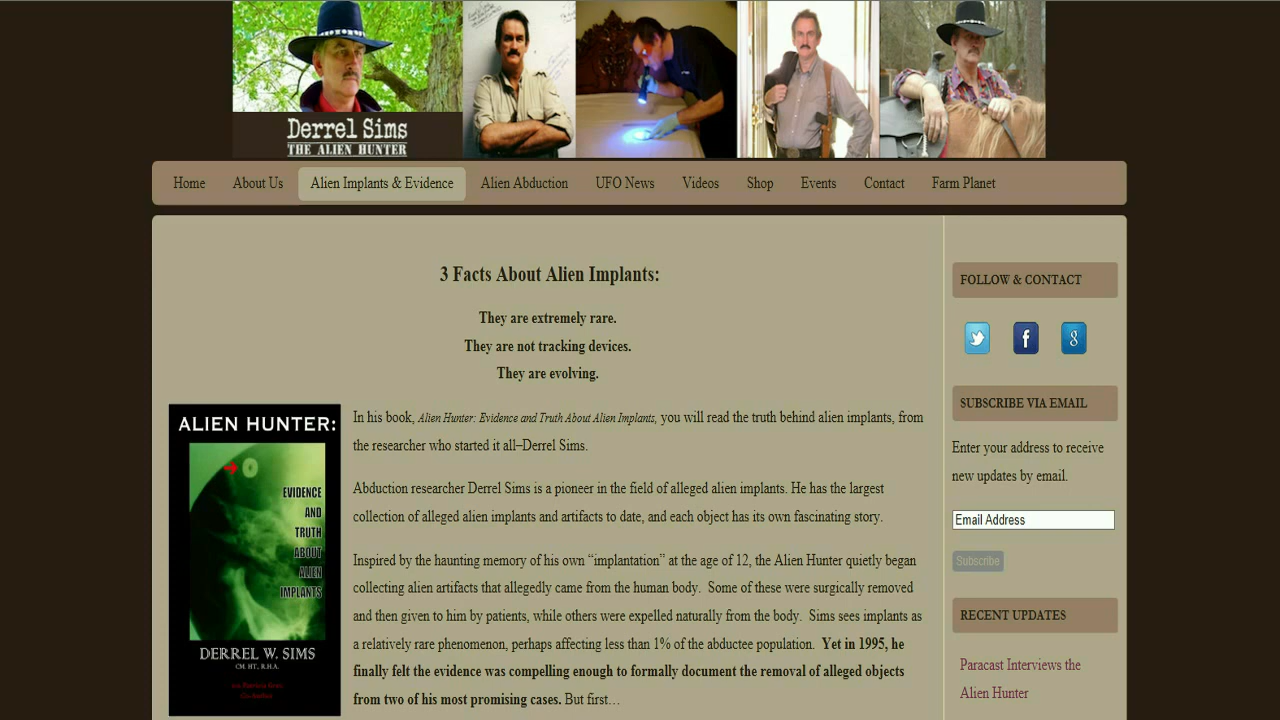 Derrel Sims
THE ALIEN HUNTER
Home About Us Alien Implants & Evidence Alien Abduction UFO News Videos Shop Events Contact Farm Planet
3 Facts About Alien Implants:
They are extremely rare.
They are not tracking devices.
They are evolving.
ALIEN HUNTER:
EVIDENCE
AND
TRUTH
ABOUT
ALIEN
IMPLANTS
DERREL W. SIMS
CM. HT., R.H.A.
In his book, Alien Hunter: Evidence and Truth About Alien Implants, you will read the truth behind alien implants, from
the researcher who started it all–Derrel Sims.
Abduction researcher Derrel Sims is a pioneer in the field of alleged alien implants. He has the largest
collection of alleged alien implants and artifacts to date, and each object has its own fascinating story.
Inspired by the haunting memory of his own “implantation” at the age of 12, the Alien Hunter quietly began
collecting alien artifacts that allegedly came from the human body.  Some of these were surgically removed
and then given to him by patients, while others were expelled naturally from the body.  Sims sees implants as
a relatively rare phenomenon, perhaps affecting less than 1% of the abductee population.  Yet in 1995, he
finally felt the evidence was compelling enough to formally document the removal of alleged objects
from two of his most promising cases. But first…
FOLLOW & CONTACT
SUBSCRIBE VIA EMAIL
Enter your address to receive
new updates by email.
Email Address
Subscribe
RECENT UPDATES
Paracast Interviews the
Alien Hunter